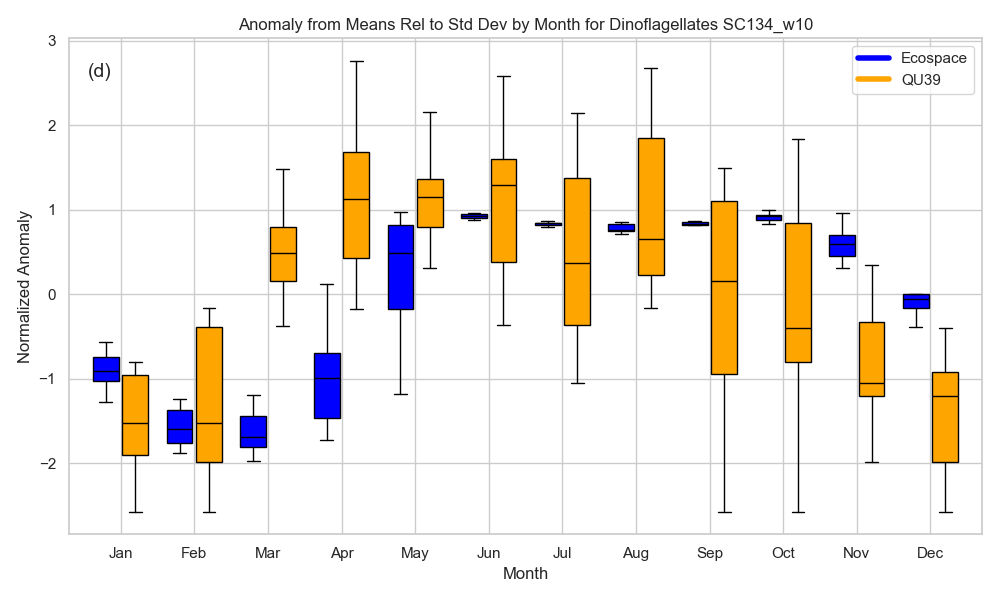 Anomaly from Means Rel to Std Dev by Month for Dinoflagellates SC134_w10
(d)
Ecospace
QU39
Normalized Anomaly
3
2
1
0
−1
−2
Jan Feb Mar Apr May Jun Jul Aug Sep Oct Nov Dec
Month